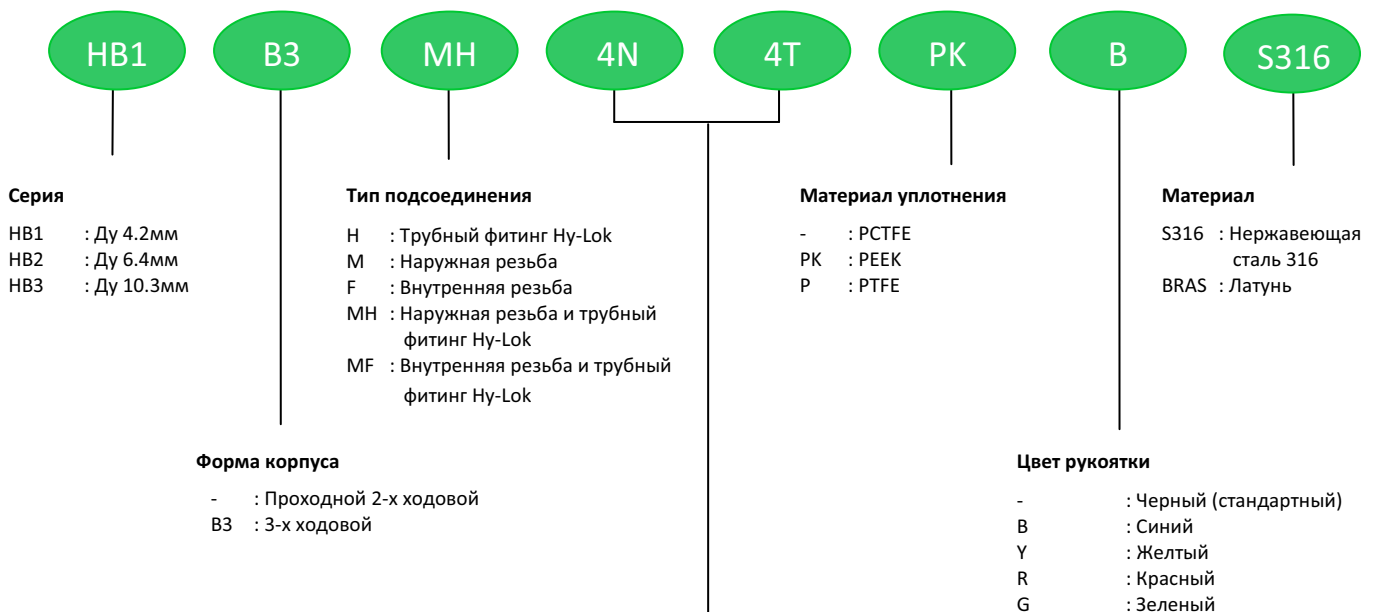 HB1 B3 MH 4N 4T PK B S316
Серия
HB1 : Ду 4.2мм
HB2 : Ду 6.4мм
HB3 : Ду 10.3мм
Тип подсоединения
H : Трубный фитинг Hy-Lok
M : Наружная резьба
F : Внутренняя резьба
MH : Наружная резьба и трубный
фитинг Hy-Lok
MF : Внутренняя резьба и трубный
фитинг Hy-Lok
Материал уплотнения
- : PCTFE
PK : PEEK
P : PTFE
Материал
S316 : Нержавеющая
сталь 316
BRAS : Латунь
Форма корпуса
- : Проходной 2-х ходовой
B3 : 3-х ходовой
Цвет рукоятки
- : Черный (стандартный)
B : Синий
Y : Желтый
R : Красный
G : Зеленый